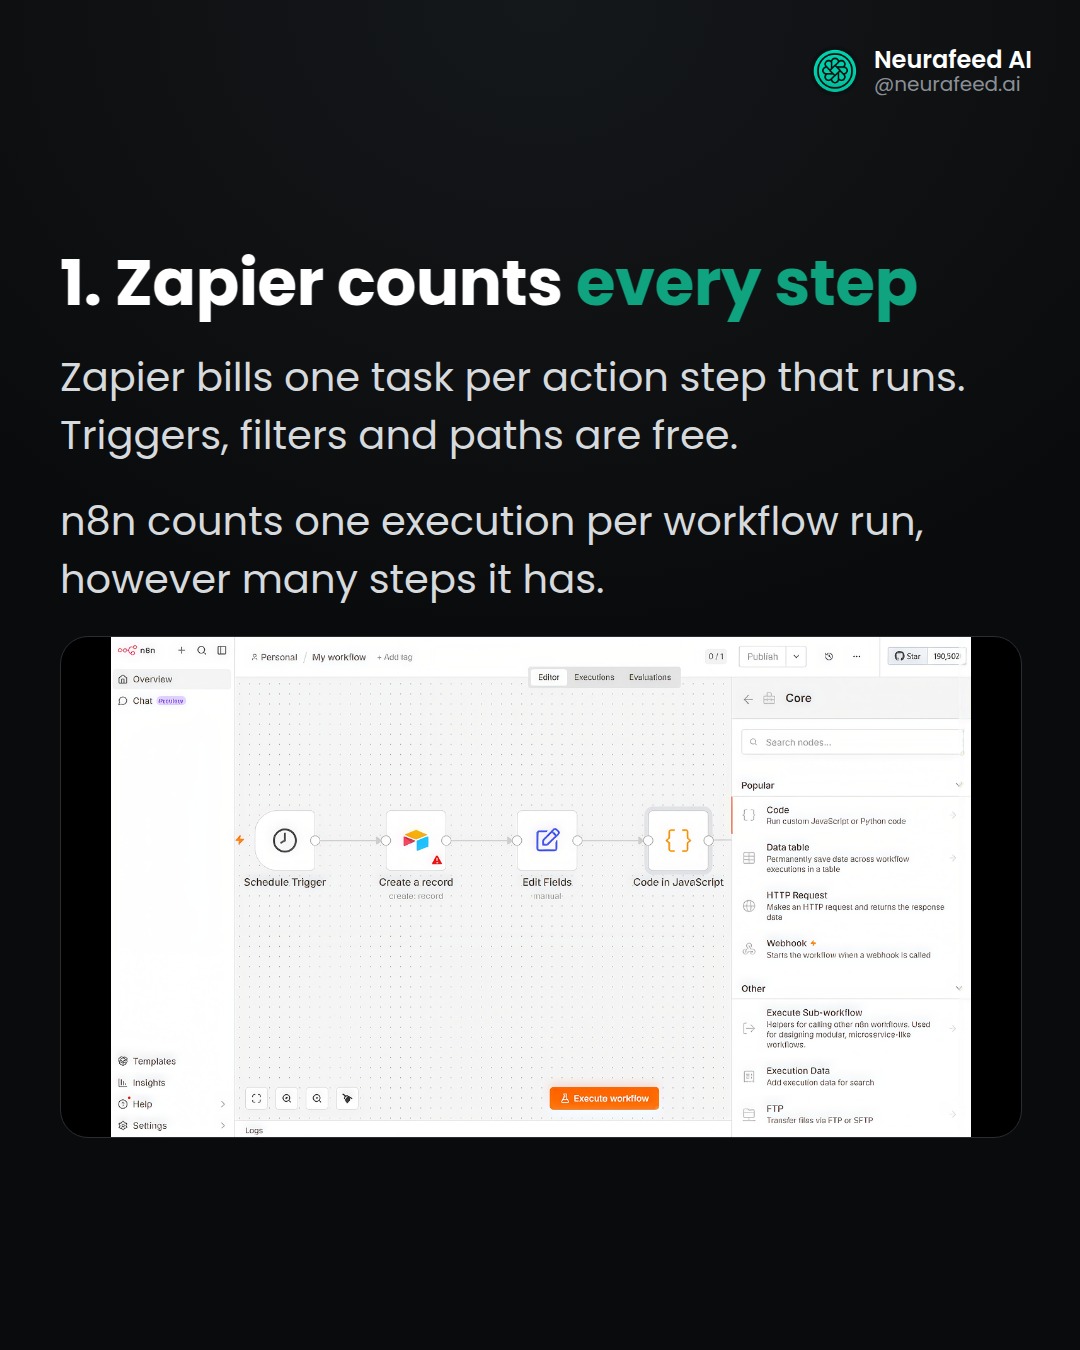 Neurafeed AI
@neurafeed.ai
1. Zapier counts every step
Zapier bills one task per action step that runs.
Triggers, filters and paths are free.
n8n counts one execution per workflow run,
however many steps it has.
n8n
Personal / My workflow + Add tag
0 / 1
Publish
Star 190,502
Overview
Chat Preview
Editor Executions Evaluations
Core
Search nodes...
Popular
Code
Run custom JavaScript or Python code
Data table
Permanently save data across workflow
executions in a table
HTTP Request
Makes an HTTP request and returns the response
data
Webhook
Starts the workflow when a webhook is called
Other
Execute Sub-workflow
Helpers for calling other n8n workflows. Used
for designing modular, microservice-like
workflows.
Execution Data
Add execution data for search
FTP
Transfer files via FTP or SFTP
Schedule Trigger
Create a record
create: record
Edit Fields
manual
Code in JavaScript
Templates
Insights
Help
Settings
Execute workflow
Logs